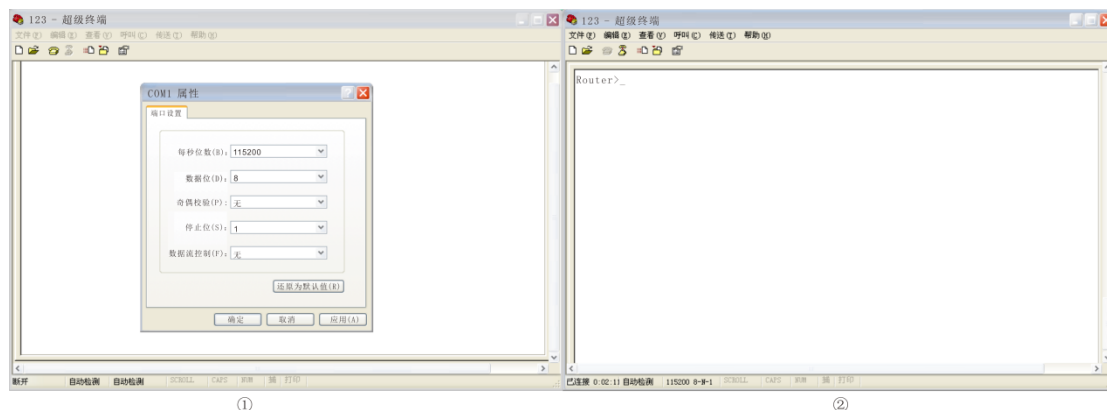 123 - 超级终端
文件(F) 编辑(E) 查看(V) 呼叫(C) 传送(T) 帮助(H)
COM1 属性
端口设置
每秒位数(B): 115200
数据位(D): 8
奇偶校验(P): 无
停止位(S): 1
数据流控制(F): 无
还原为默认值(R)
确定 取消 应用(A)
断开 自动检测 自动检测 SCROLL CAPS NUM 捕 打印
①
123 - 超级终端
文件(F) 编辑(E) 查看(V) 呼叫(C) 传送(T) 帮助(H)
Router>_
已连接 0:02:11 自动检测 115200 8-N-1 SCROLL CAPS NUM 捕 打印
②